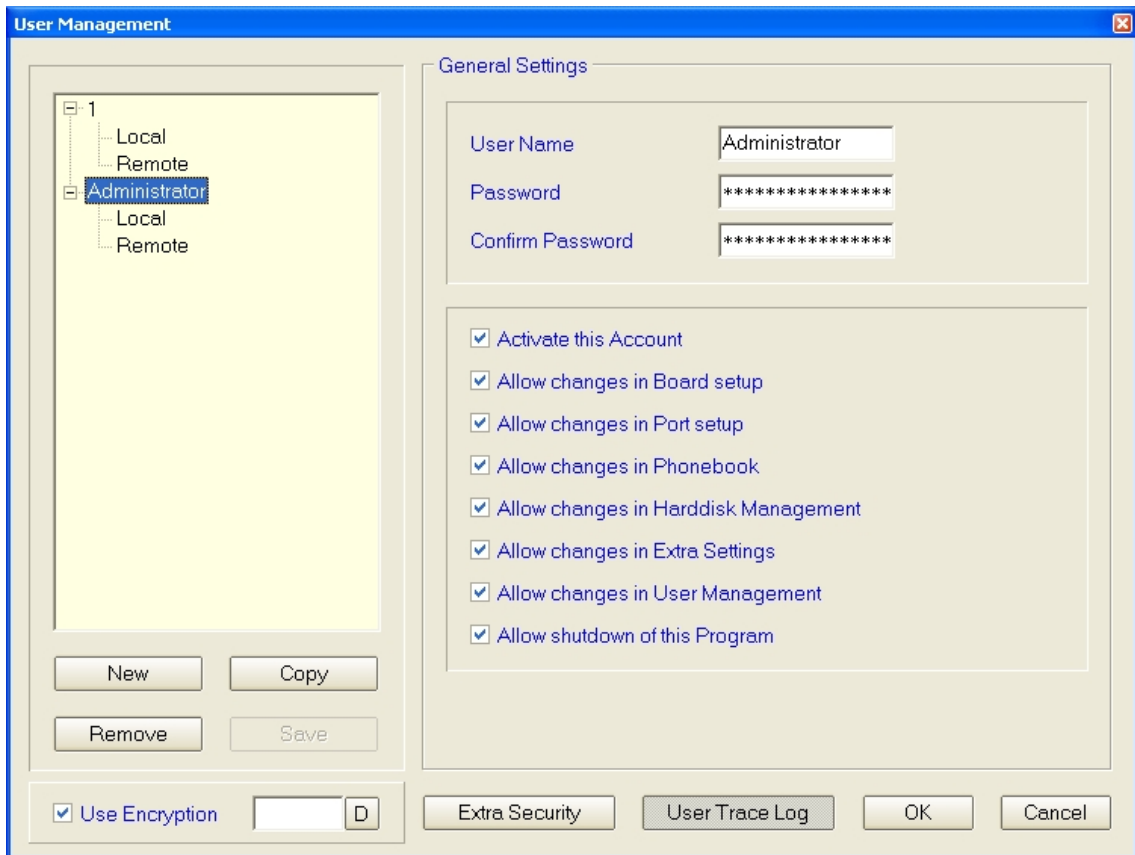 User Management
1
Local
Remote
Administrator
Local
Remote
New
Copy
Remove
Save
Use Encryption
D
General Settings
User Name
Administrator
Password
****************
Confirm Password
****************
Activate this Account
Allow changes in Board setup
Allow changes in Port setup
Allow changes in Phonebook
Allow changes in Harddisk Management
Allow changes in Extra Settings
Allow changes in User Management
Allow shutdown of this Program
Extra Security
User Trace Log
OK
Cancel